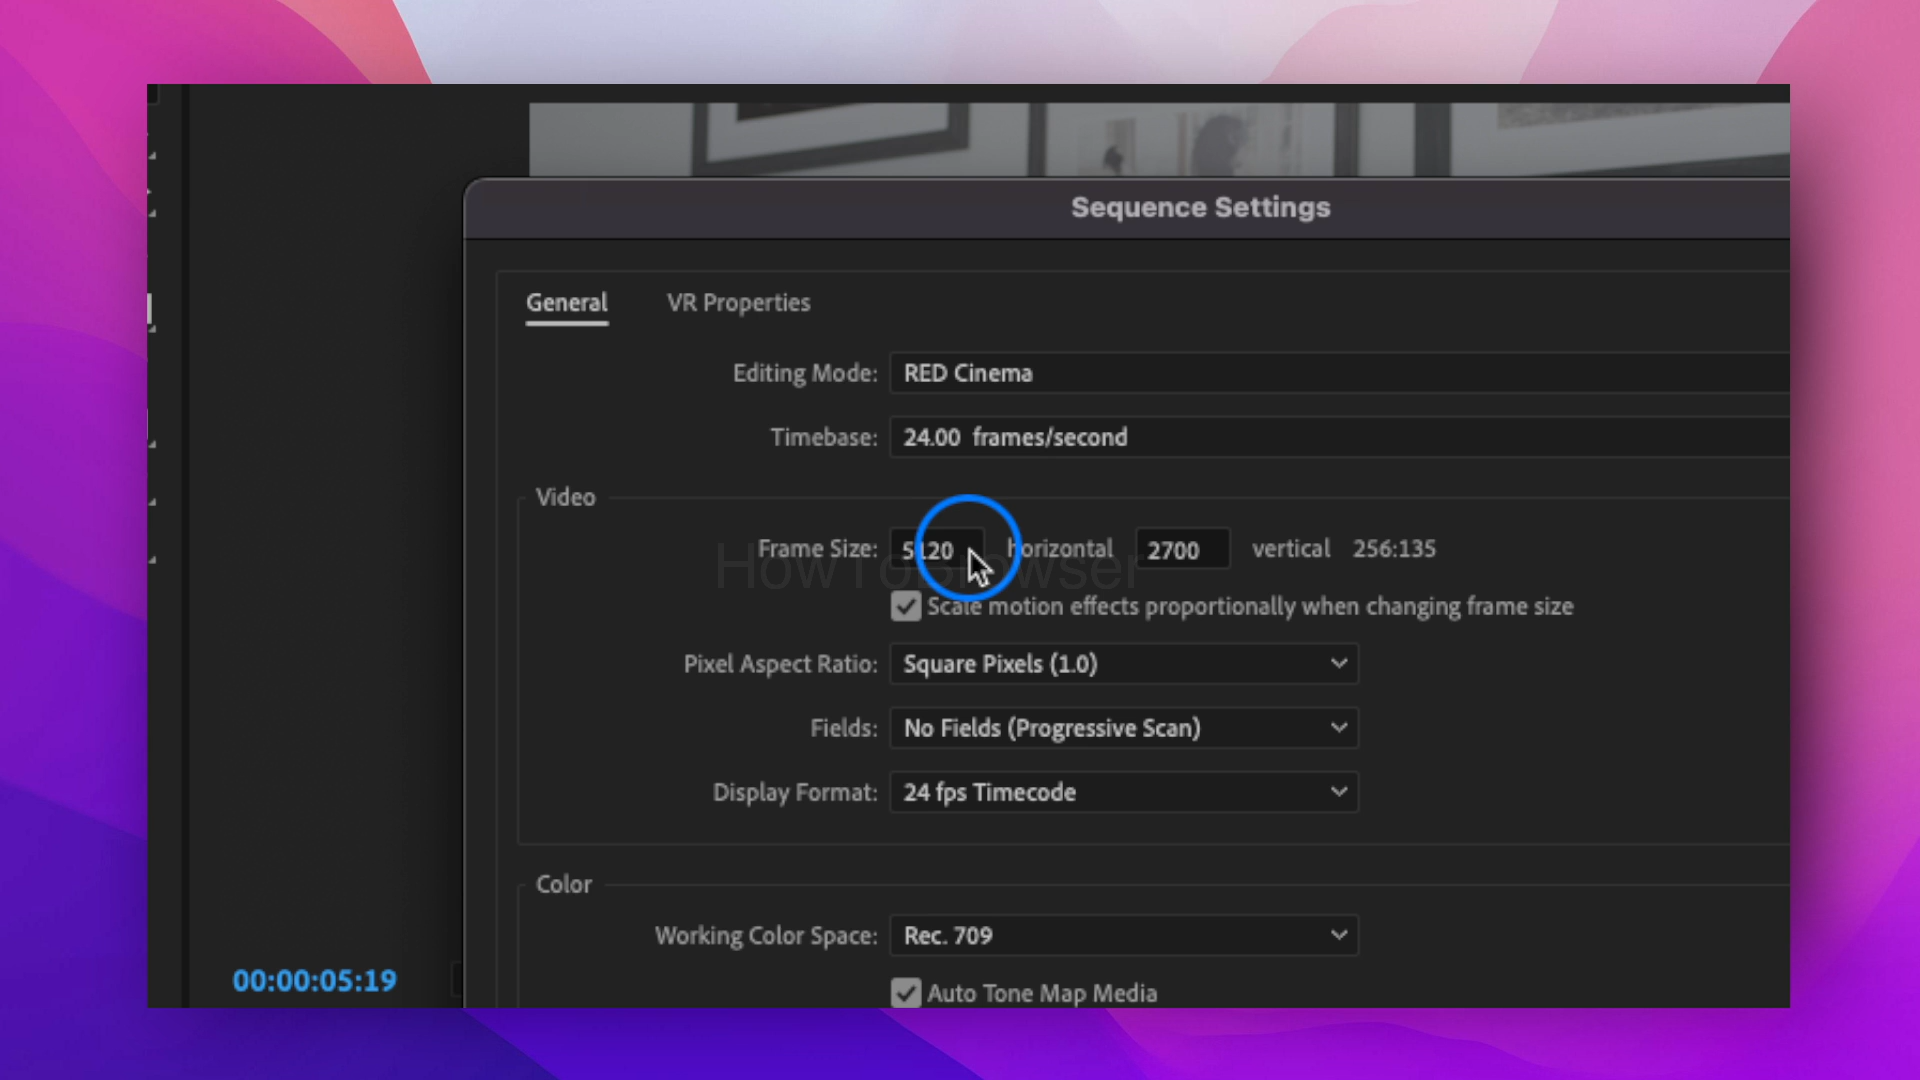 Sequence Settings
General VR Properties
Editing Mode: RED Cinema
Timebase: 24.00 frames/second
Video
Frame Size: 5120 horizontal 2700 vertical 256:135
HowToBrowser
Scale motion effects proportionally when changing frame size
Pixel Aspect Ratio: Square Pixels (1.0)
Fields: No Fields (Progressive Scan)
Display Format: 24 fps Timecode
Color
Working Color Space: Rec. 709
00:00:05:19
Auto Tone Map Media